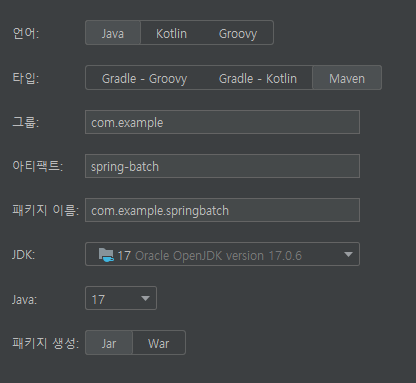 언어: Java Kotlin Groovy
타입: Gradle - Groovy Gradle - Kotlin Maven
그룹: com.example
아티팩트: spring-batch
패키지 이름: com.example.springbatch
JDK: 17 Oracle OpenJDK version 17.0.6
Java: 17
패키지 생성: Jar War